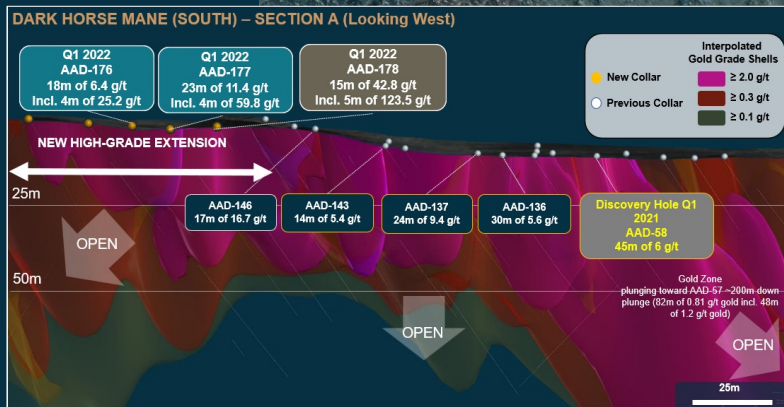 DARK HORSE MANE (SOUTH) – SECTION A (Looking West)
Q1 2022
AAD-176
18m of 6.4 g/t
Incl. 4m of 25.2 g/t
Q1 2022
AAD-177
23m of 11.4 g/t
Incl. 4m of 59.8 g/t
Q1 2022
AAD-178
15m of 42.8 g/t
Incl. 5m of 123.5 g/t
New Collar
Previous Collar
Interpolated
Gold Grade Shells
≥ 2.0 g/t
≥ 0.3 g/t
≥ 0.1 g/t
NEW HIGH-GRADE EXTENSION
25m
AAD-146
17m of 16.7 g/t
AAD-143
14m of 5.4 g/t
AAD-137
24m of 9.4 g/t
AAD-136
30m of 5.6 g/t
Discovery Hole Q1
2021
AAD-58
45m of 6 g/t
OPEN
50m
Gold Zone
plunging toward AAD-57 ~200m down
plunge (82m of 0.81 g/t gold incl. 48m
of 1.2 g/t gold)
OPEN
OPEN
25m